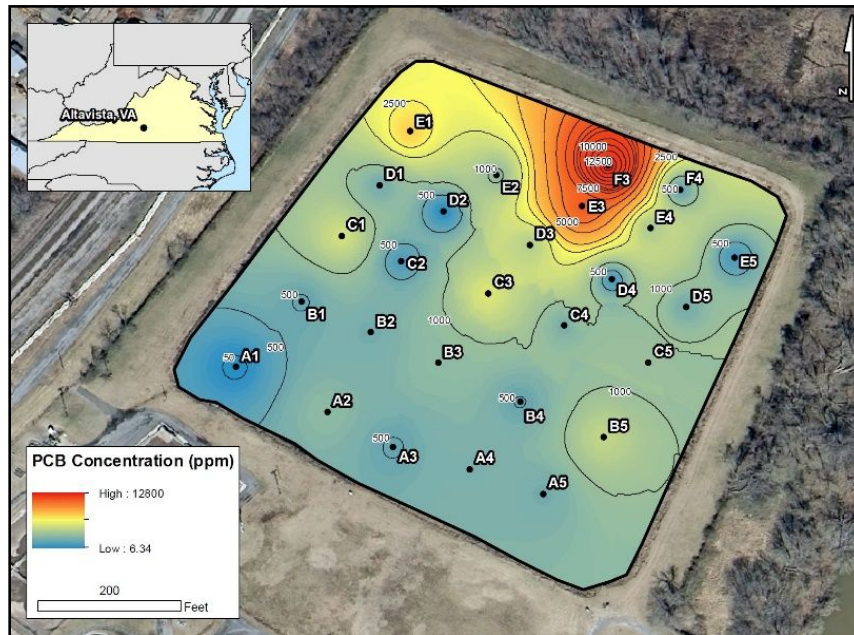 Altavista, VA
N
2500
E1
10000
12500
2500
D1
1000
E2
F3
F4
500
500
D2
7500
E3
5000
E4
C1
D3
500
C2
500
E5
C3
500
D4
D5
1000
500
B1
B2
1000
C4
B3
C5
50
A1
500
1000
A2
500
B4
B5
500
A3
A4
A5
PCB Concentration (ppm)
High : 12800
Low : 6.34
200
Feet